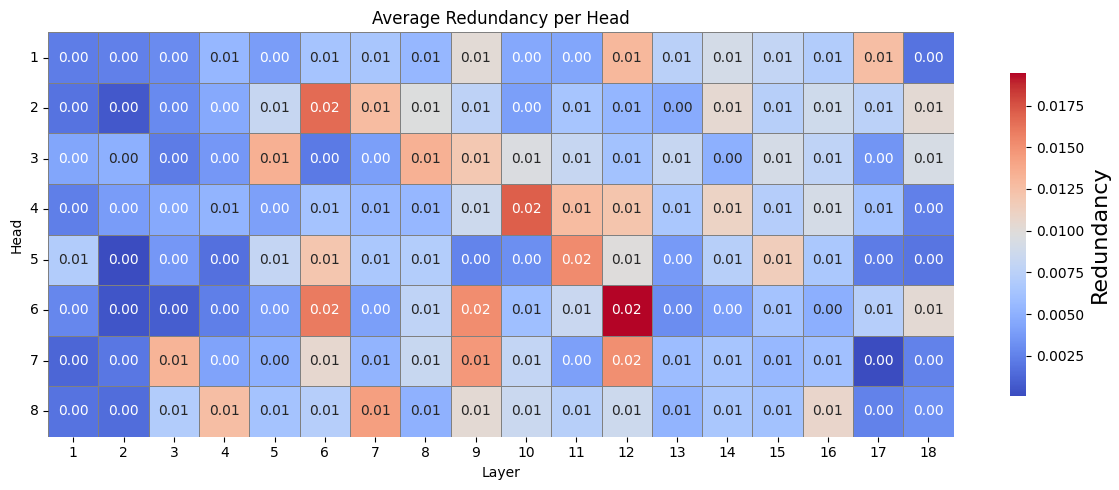 Average Redundancy per Head
1 0.00 0.00 0.00 0.01 0.00 0.01 0.01 0.01 0.01 0.00 0.00 0.01 0.01 0.01 0.01 0.01 0.01 0.00
2 0.00 0.00 0.00 0.00 0.01 0.02 0.01 0.01 0.01 0.00 0.01 0.01 0.00 0.01 0.01 0.01 0.01 0.01
3 0.00 0.00 0.00 0.00 0.01 0.00 0.00 0.01 0.01 0.01 0.01 0.01 0.01 0.00 0.01 0.01 0.00 0.01
4 0.00 0.00 0.00 0.01 0.00 0.01 0.01 0.01 0.01 0.02 0.01 0.01 0.01 0.01 0.01 0.01 0.01 0.00
5 0.01 0.00 0.00 0.00 0.01 0.01 0.01 0.01 0.00 0.00 0.02 0.01 0.00 0.01 0.01 0.01 0.00 0.00
6 0.00 0.00 0.00 0.00 0.00 0.02 0.00 0.01 0.02 0.01 0.01 0.02 0.00 0.00 0.01 0.00 0.01 0.01
7 0.00 0.00 0.01 0.00 0.00 0.01 0.01 0.01 0.01 0.01 0.00 0.02 0.01 0.01 0.01 0.01 0.00 0.00
8 0.00 0.00 0.01 0.01 0.01 0.01 0.01 0.01 0.01 0.01 0.01 0.01 0.01 0.01 0.01 0.01 0.00 0.00
1 2 3 4 5 6 7 8 9 10 11 12 13 14 15 16 17 18
Layer
Head
0.0175
0.0150
0.0125
0.0100
0.0075
0.0050
0.0025
Redundancy